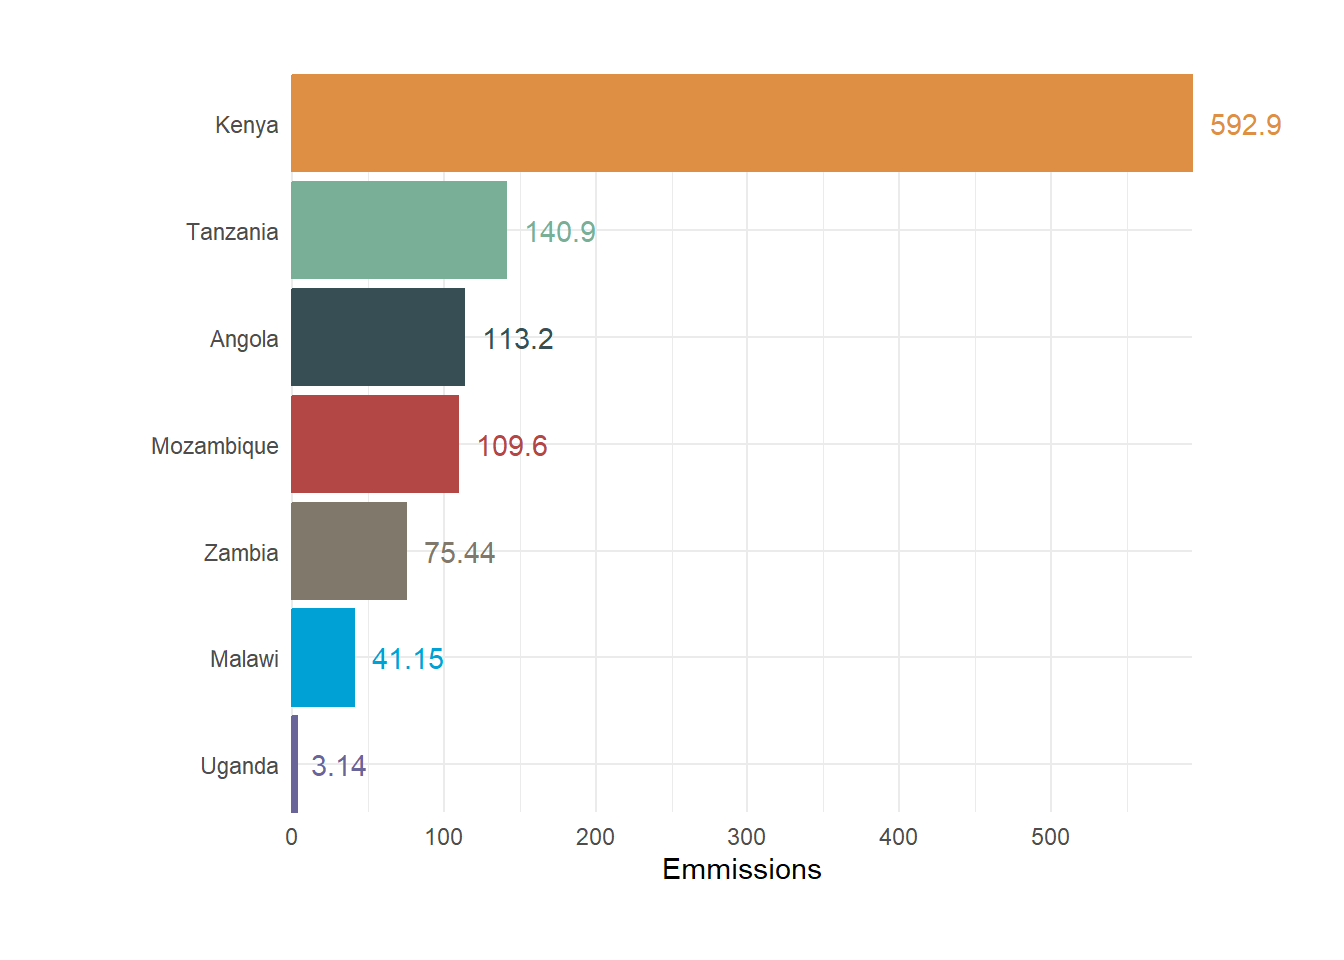 Kenya 592.9
Tanzania 140.9
Angola 113.2
Mozambique 109.6
Zambia 75.44
Malawi 41.15
Uganda 3.14
0 100 200 300 400 500
Emmissions